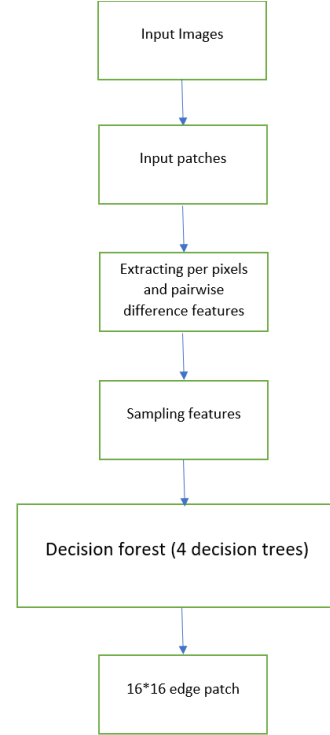 Input Images
Input patches
Extracting per pixels
and pairwise
difference features
Sampling features
Decision forest (4 decision trees)
16*16 edge patch